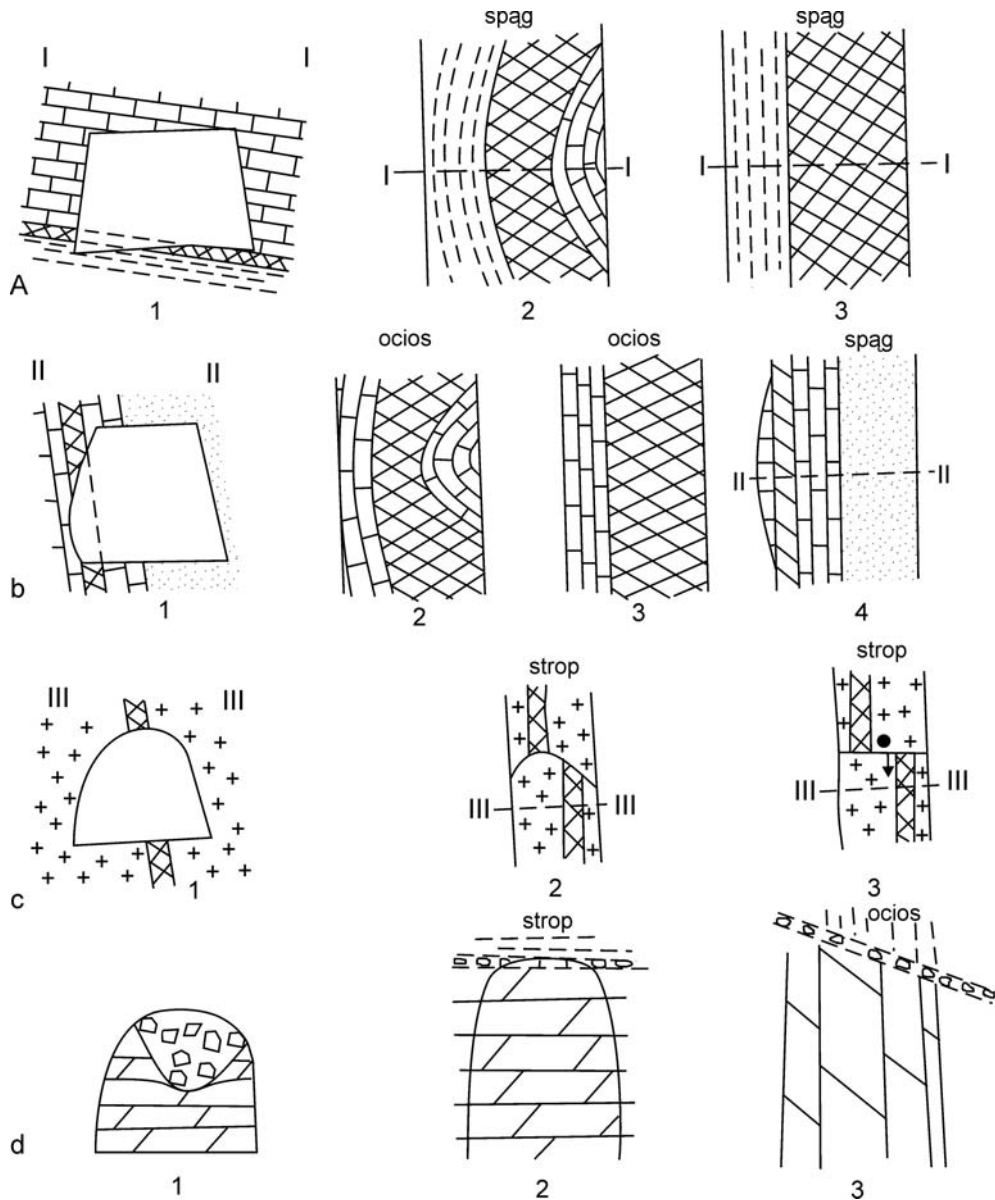 spąg spąg
I I
I I I I
A
1 2 3
ocios ocios spąg
II II
II II
b
1 2 3 4
strop strop
III III
III III III III
c
1 2 3
strop ocios
d
1 2 3